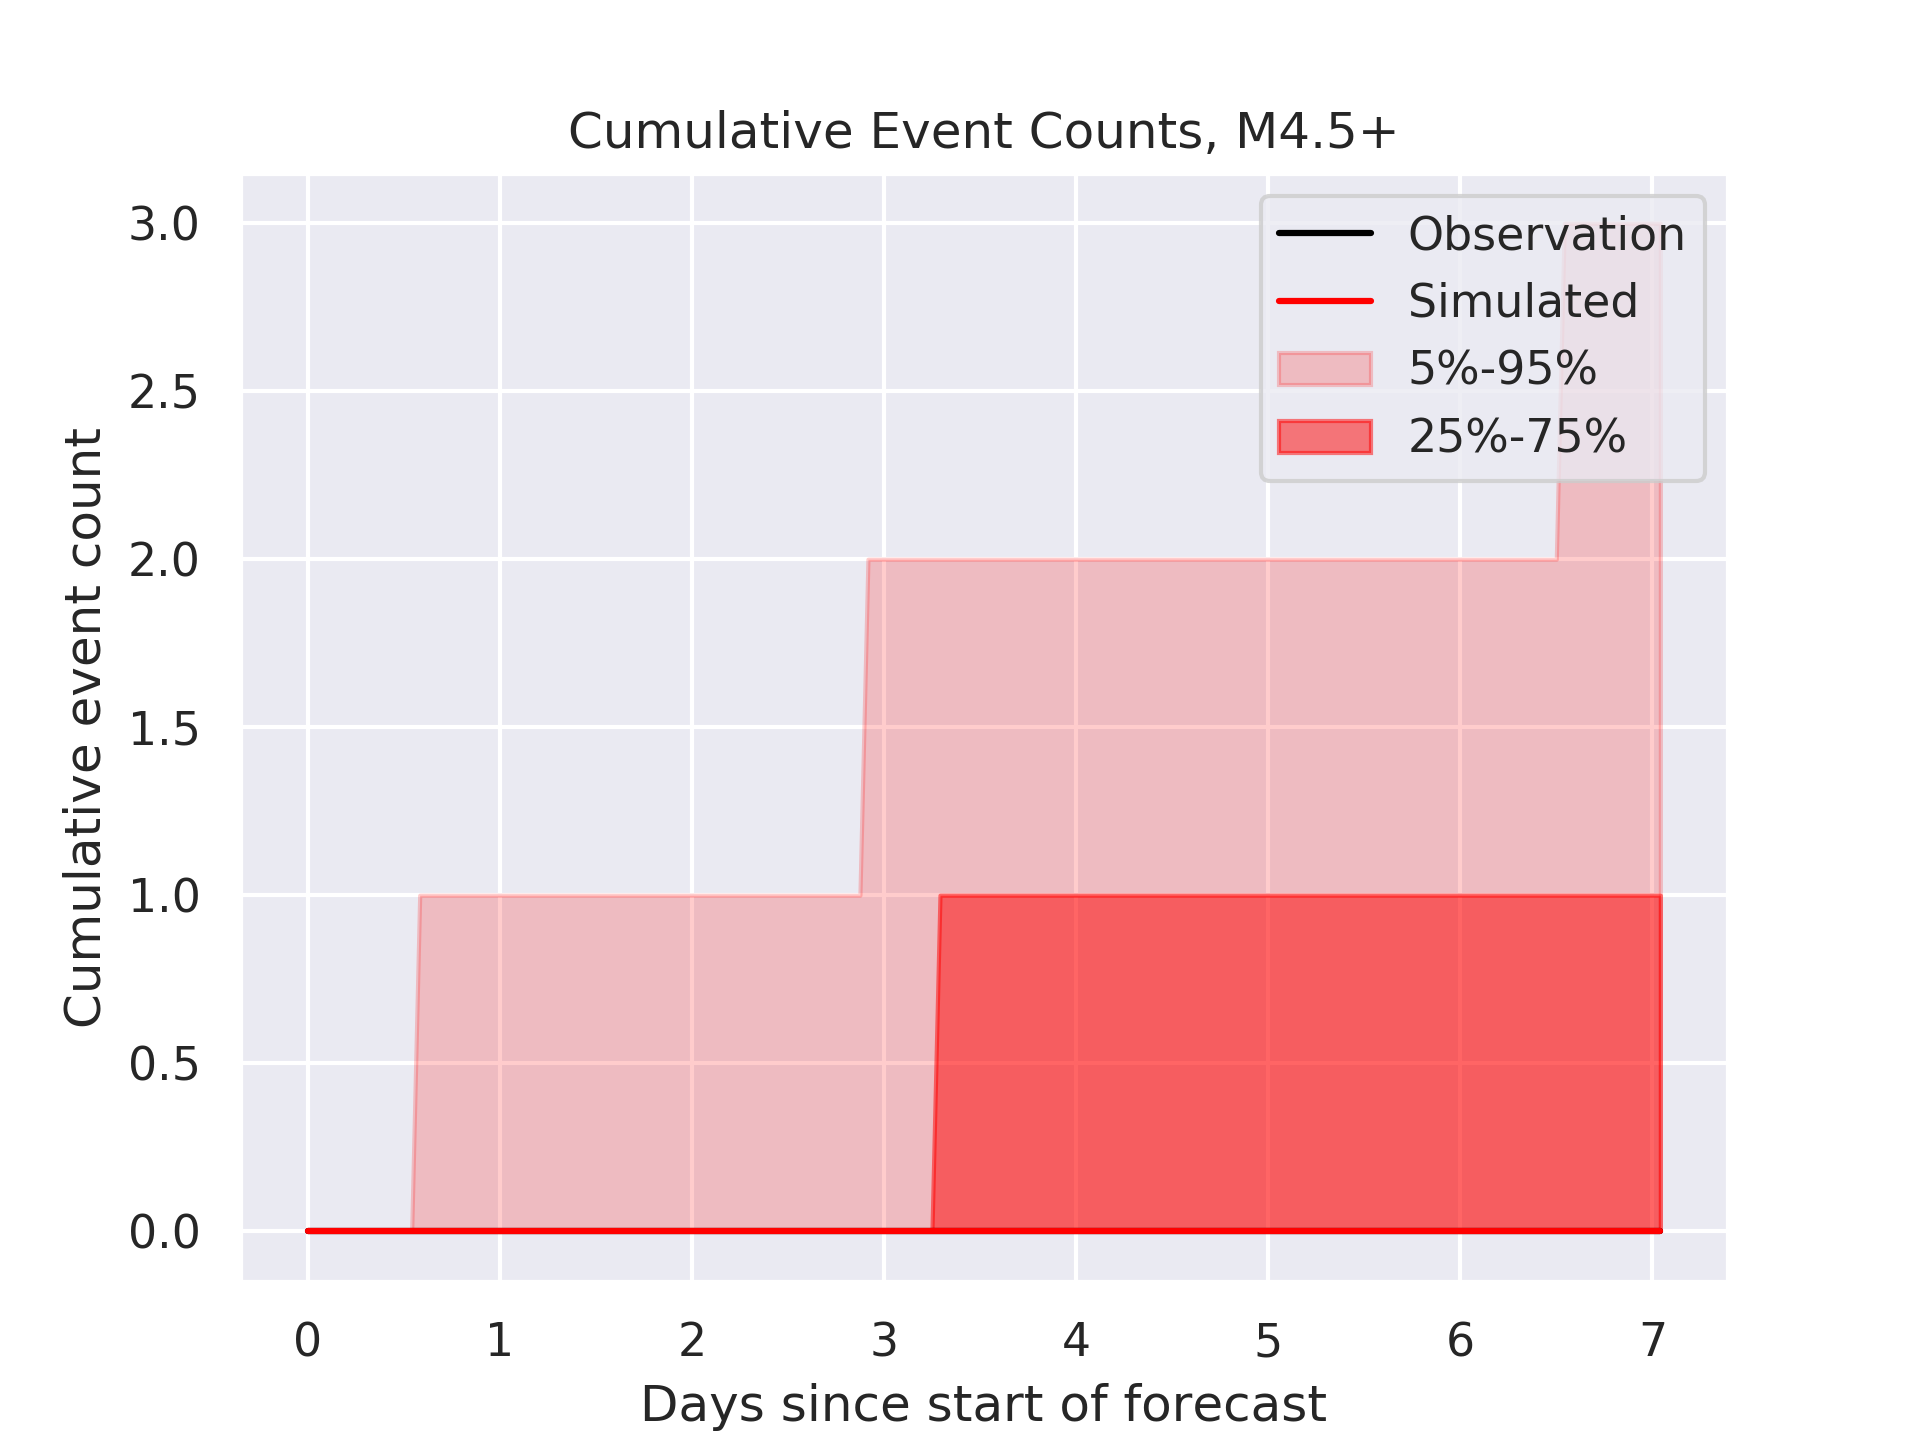 Cumulative Event Counts, M4.5+
Observation
Simulated
5%-95%
25%-75%
3.0
2.5
2.0
1.5
1.0
0.5
0.0
Cumulative event count
0 1 2 3 4 5 6 7
Days since start of forecast